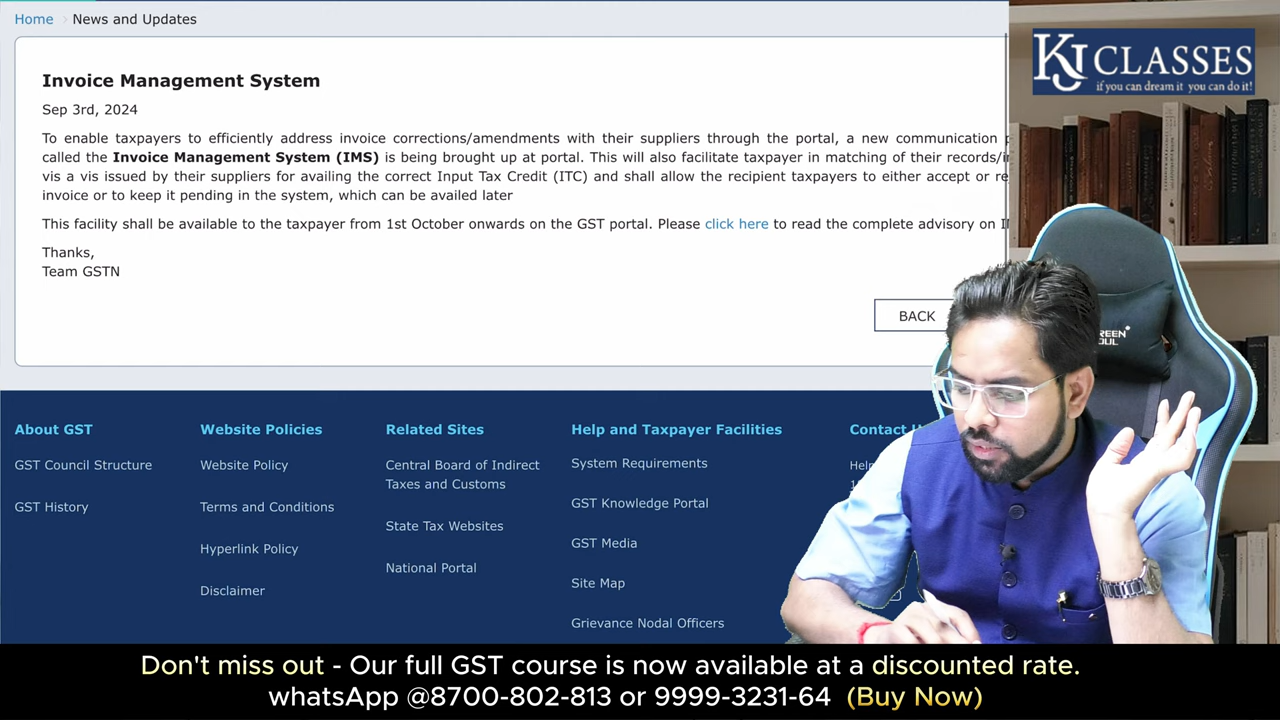 Home > News and Updates
KJ CLASSES
if you can dream it you can do it!
Invoice Management System
Sep 3rd, 2024
To enable taxpayers to efficiently address invoice corrections/amendments with their suppliers through the portal, a new communication
called the Invoice Management System (IMS) is being brought up at portal. This will also facilitate taxpayer in matching of their records/
vis a vis issued by their suppliers for availing the correct Input Tax Credit (ITC) and shall allow the recipient taxpayers to either accept or
invoice or to keep it pending in the system, which can be availed later
This facility shall be available to the taxpayer from 1st October onwards on the GST portal. Please click here to read the complete advisory on
Thanks,
Team GSTN
BACK
About GST
GST Council Structure
GST History
Website Policies
Website Policy
Terms and Conditions
Hyperlink Policy
Disclaimer
Related Sites
Central Board of Indirect
Taxes and Customs
State Tax Websites
National Portal
Help and Taxpayer Facilities
System Requirements
GST Knowledge Portal
GST Media
Site Map
Grievance Nodal Officers
Contact
Help
Don't miss out - Our full GST course is now available at a discounted rate.
whatsApp @8700-802-813 or 9999-3231-64 (Buy Now)